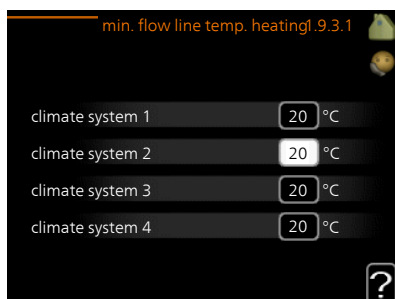 min. flow line temp. heating1.9.3.1
climate system 1 20 °C
climate system 2 20 °C
climate system 3 20 °C
climate system 4 20 °C
?